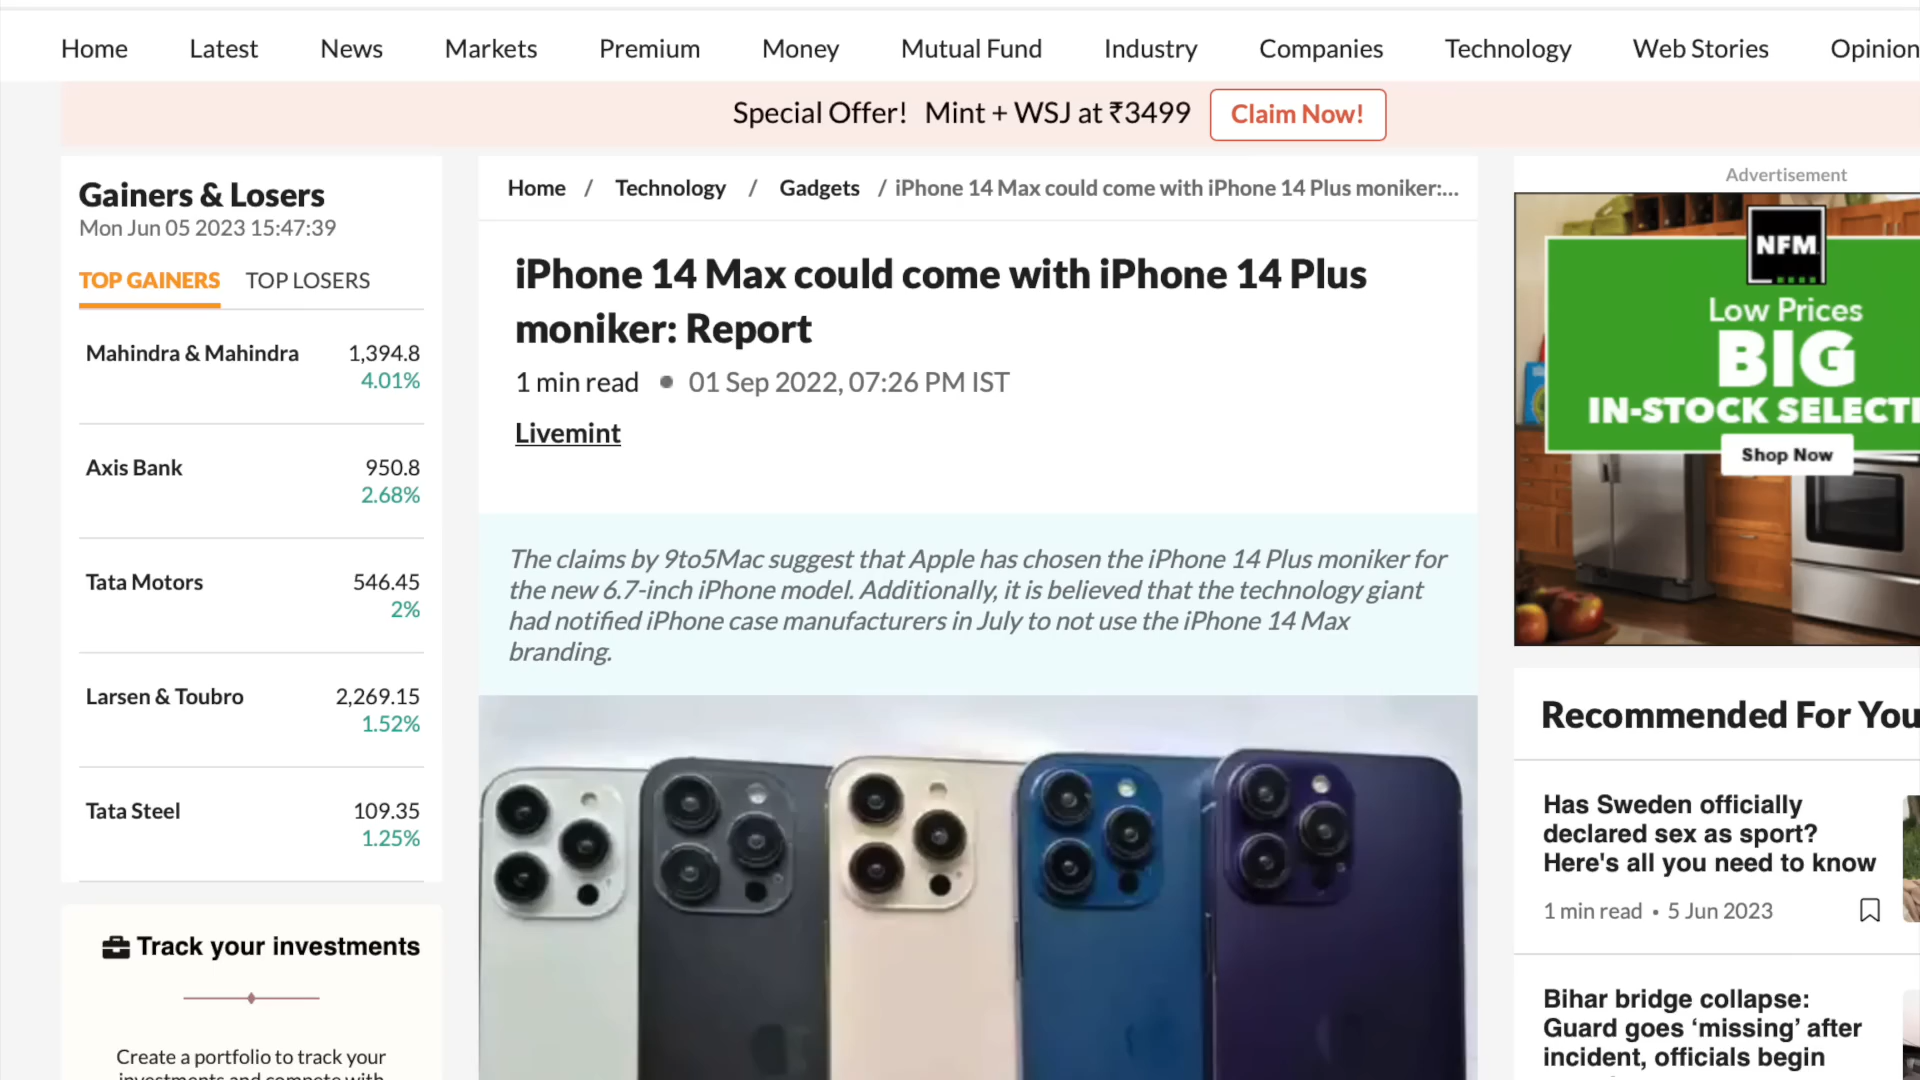 Home Latest News Markets Premium Money Mutual Fund Industry Companies Technology Web Stories Opinion
Special Offer! Mint + WSJ at ₹3499 Claim Now!
Gainers & Losers
Mon Jun 05 2023 15:47:39
TOP GAINERS TOP LOSERS
Mahindra & Mahindra 1,394.8
4.01%
Axis Bank 950.8
2.68%
Tata Motors 546.45
2%
Larsen & Toubro 2,269.15
1.52%
Tata Steel 109.35
1.25%
Track your investments
Create a portfolio to track your
investments and compete with
Home / Technology / Gadgets / iPhone 14 Max could come with iPhone 14 Plus moniker:...
iPhone 14 Max could come with iPhone 14 Plus
moniker: Report
1 min read • 01 Sep 2022, 07:26 PM IST
Livemint
The claims by 9to5Mac suggest that Apple has chosen the iPhone 14 Plus moniker for
the new 6.7-inch iPhone model. Additionally, it is believed that the technology giant
had notified iPhone case manufacturers in July to not use the iPhone 14 Max
branding.
Advertisement
NFM
Low Prices
BIG
IN-STOCK SELECTI
Shop Now
Recommended For You
Has Sweden officially
declared sex as sport?
Here's all you need to know
1 min read • 5 Jun 2023
Bihar bridge collapse:
Guard goes ‘missing’ after
incident, officials begin